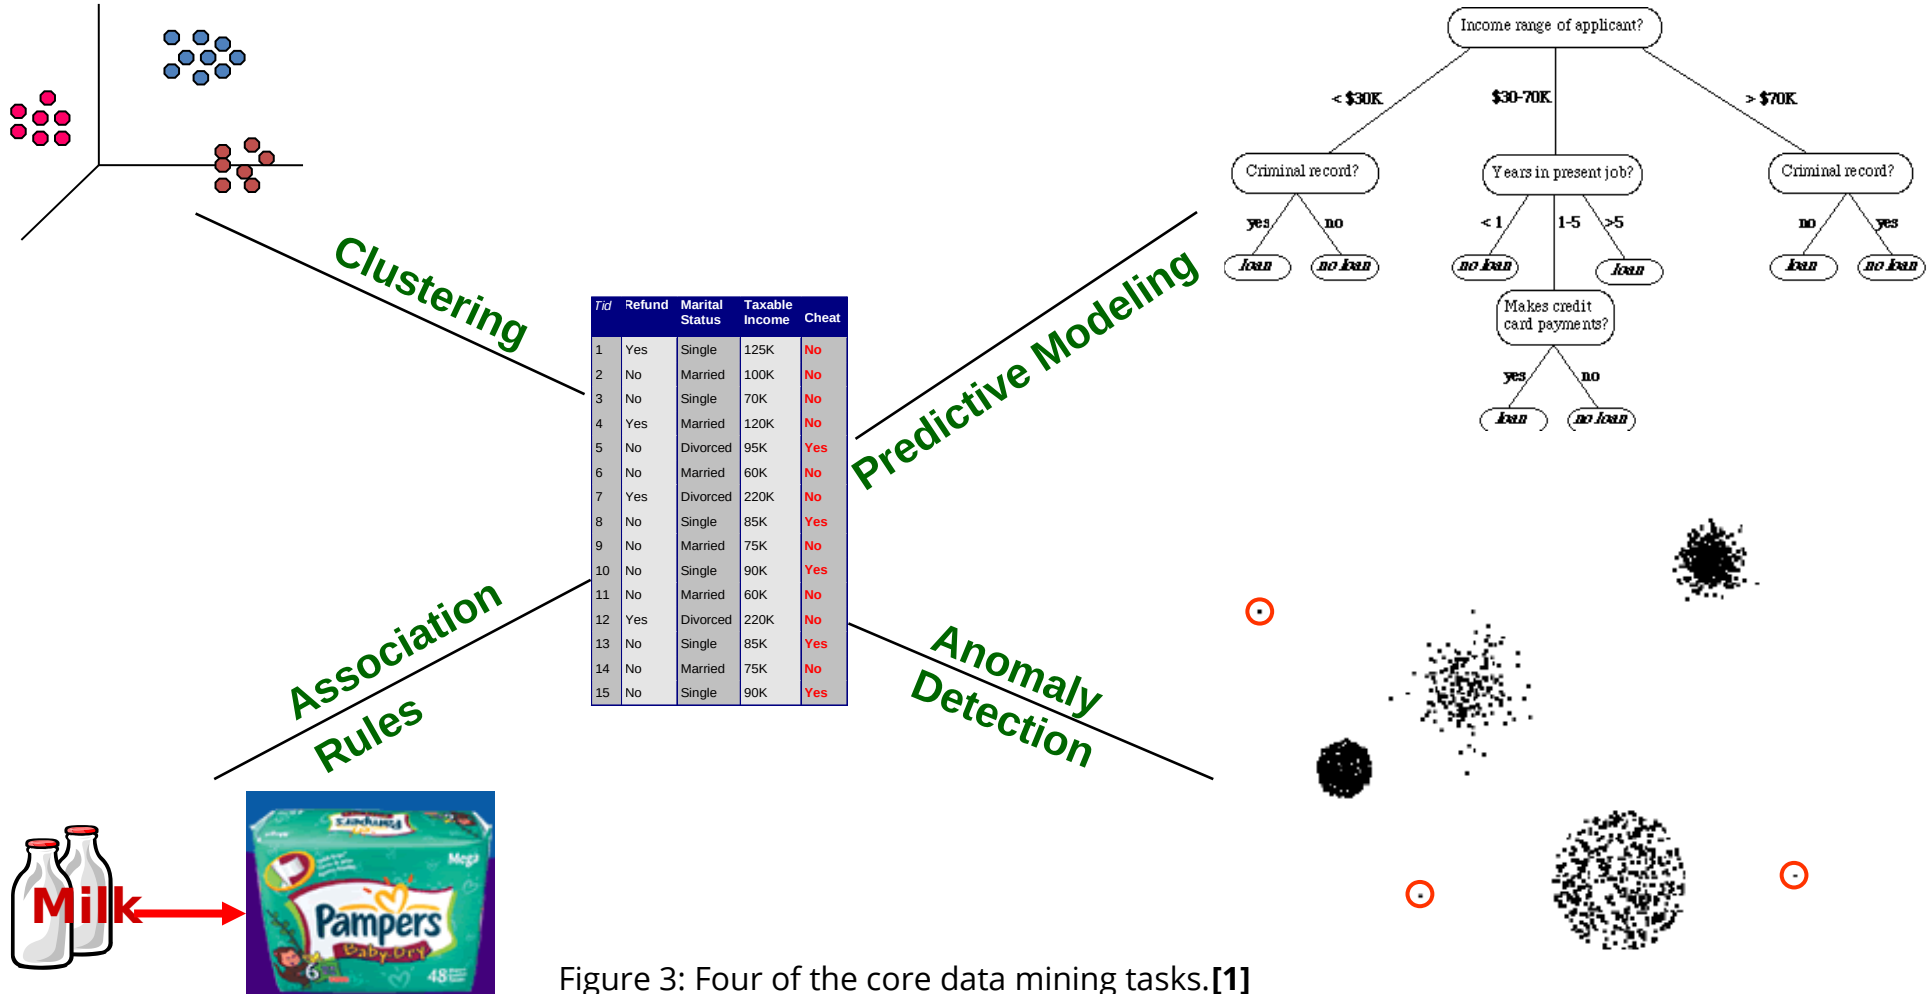 Income range of applicant?
< $30K
$30-70K
> $70K
Criminal record?
Years in present job?
Criminal record?
yes
no
< 1
1-5
>5
no
yes
loan
no loan
no loan
loan
loan
no loan
Makes credit
card payments?
yes
no
loan
no loan
Clustering
Predictive Modeling
Tid Refund Marital Status Taxable Income Cheat
1 Yes Single 125K No
2 No Married 100K No
3 No Single 70K No
4 Yes Married 120K No
5 No Divorced 95K Yes
6 No Married 60K No
7 Yes Divorced 220K No
8 No Single 85K Yes
9 No Married 75K No
10 No Single 90K Yes
11 No Married 60K No
12 Yes Divorced 220K No
13 No Single 85K Yes
14 No Married 75K No
15 No Single 90K Yes
Association
Rules
Anomaly
Detection
Milk
Pampers
Mega
Pampers
Baby-Dry
6
48
Figure 3: Four of the core data mining tasks.[1]